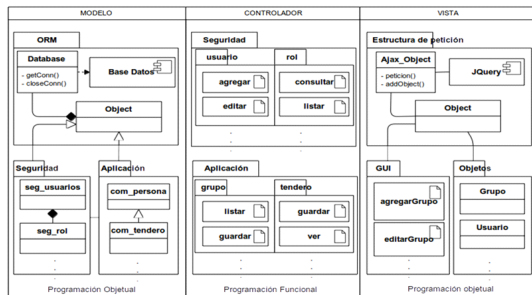 MODELO
ORM
Database
- getConn()
- closeConn()
Base Datos
Object
Seguridad
seg_usuarios
seg_rol
Aplicación
com_persona
com_tendero
Programación Objetual
CONTROLADOR
Seguridad
usuario
agregar
editar
rol
consultar
listar
Aplicación
grupo
listar
guardar
tendero
guardar
ver
Programación Funcional
VISTA
Estructura de petición
Ajax_Object
- peticion()
- addObject()
JQuery
Object
GUI
agregarGrupo
editarGrupo
Objetos
Grupo
Usuario
Programación objetual